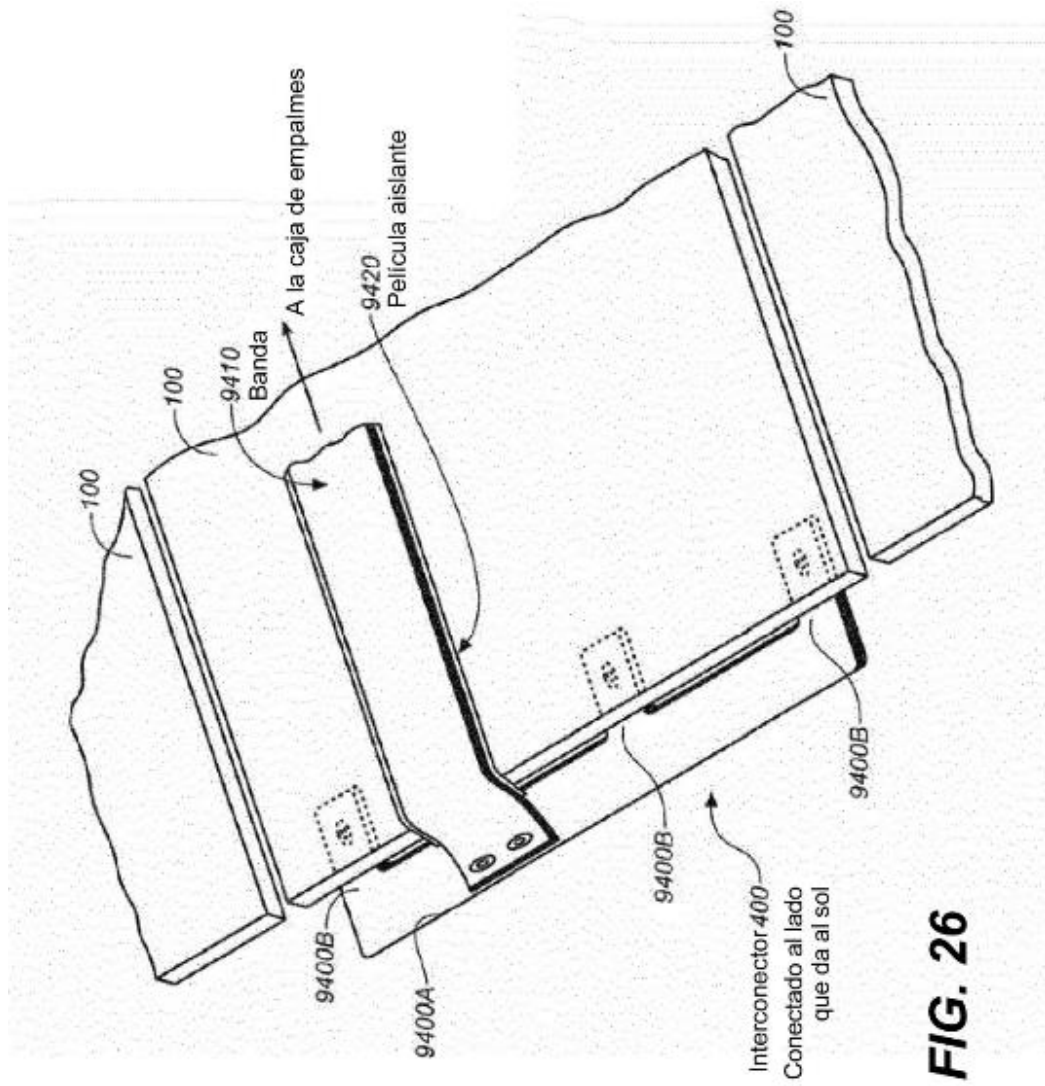 100
100
100
9410
Banda
A la caja de empalmes
9420
Película aislante
100
9400B
9400A
9400B
9400B
Interconector 400
Conectado al lado
que da al sol
FIG. 26